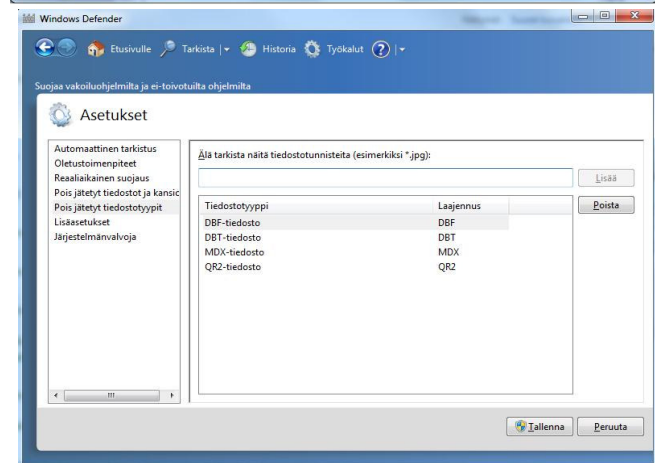 Windows Defender
Etusivulle Tarkista Historia Työkalut
Suojaa vakoiluohjelmilta ja ei-toivotuilta ohjelmilta
Asetukset
Automaattinen tarkistus
Oletustoimenpiteet
Reaaliaikainen suojaus
Pois jätetyt tiedostot ja kansic
Pois jätetyt tiedostotyypit
Lisäasetukset
Järjestelmänvalvoja
Älä tarkista näitä tiedostotunnisteita (esimerkiksi *.jpg):
Lisää
Tiedostotyyppi Laajennus
Poista
DBF-tiedosto DBF
DBT-tiedosto DBT
MDX-tiedosto MDX
QR2-tiedosto QR2
Tallenna Peruuta